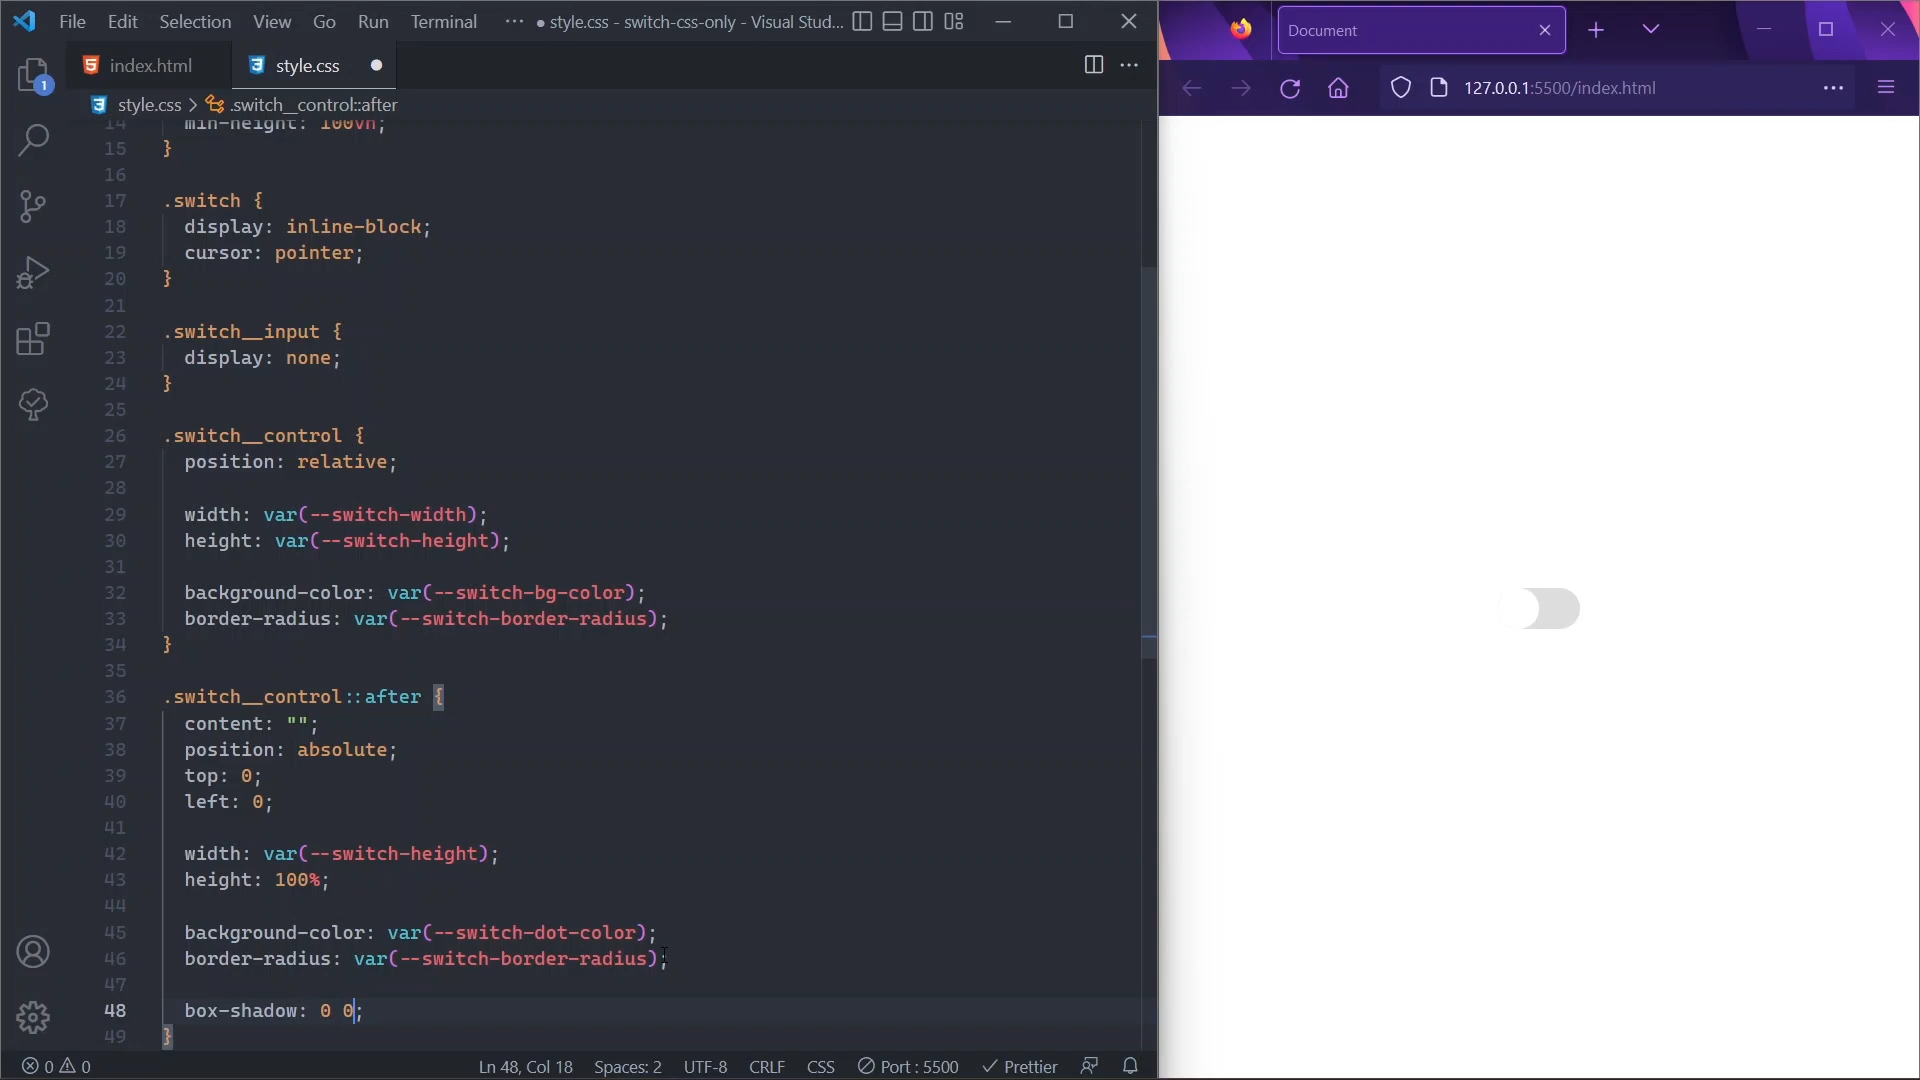 File Edit Selection View Go Run Terminal ··· ● style.css - switch-css-only - Visual Stud...
index.html style.css ●
style.css > .switch__control::after
1
14 min-height: 100vh;
15 }
16
17 .switch {
18 display: inline-block;
19 cursor: pointer;
20 }
21
22 .switch__input {
23 display: none;
24 }
25
26 .switch__control {
27 position: relative;
28
29 width: var(--switch-width);
30 height: var(--switch-height);
31
32 background-color: var(--switch-bg-color);
33 border-radius: var(--switch-border-radius);
34 }
35
36 .switch__control::after {
37 content: "";
38 position: absolute;
39 top: 0;
40 left: 0;
41
42 width: var(--switch-height);
43 height: 100%;
44
45 background-color: var(--switch-dot-color);
46 border-radius: var(--switch-border-radius);
47
48 box-shadow: 0 0;
49 }
0 0 Ln 48, Col 18 Spaces: 2 UTF-8 CRLF CSS Port : 5500 Prettier
Document
127.0.0.1:5500/index.html